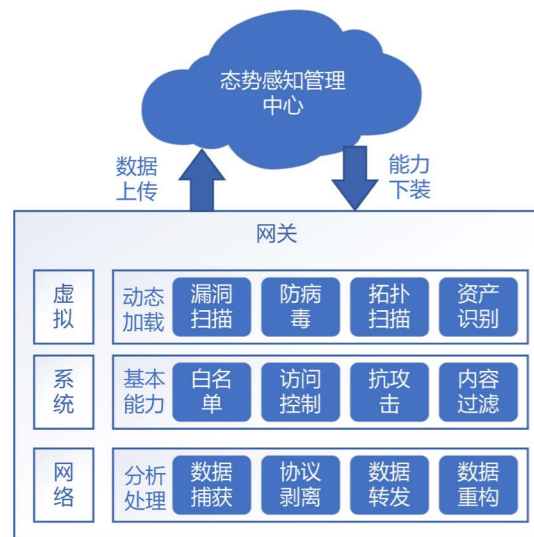 态势感知管理
中心
数据
上传
能力
下装
网关
虚
拟
动态
加载
漏洞
扫描
防病
毒
拓扑
扫描
资产
识别
系
统
基本
能力
白名
单
访问
控制
抗攻
击
内容
过滤
网
络
分析
处理
数据
捕获
协议
剥离
数据
转发
数据
重构